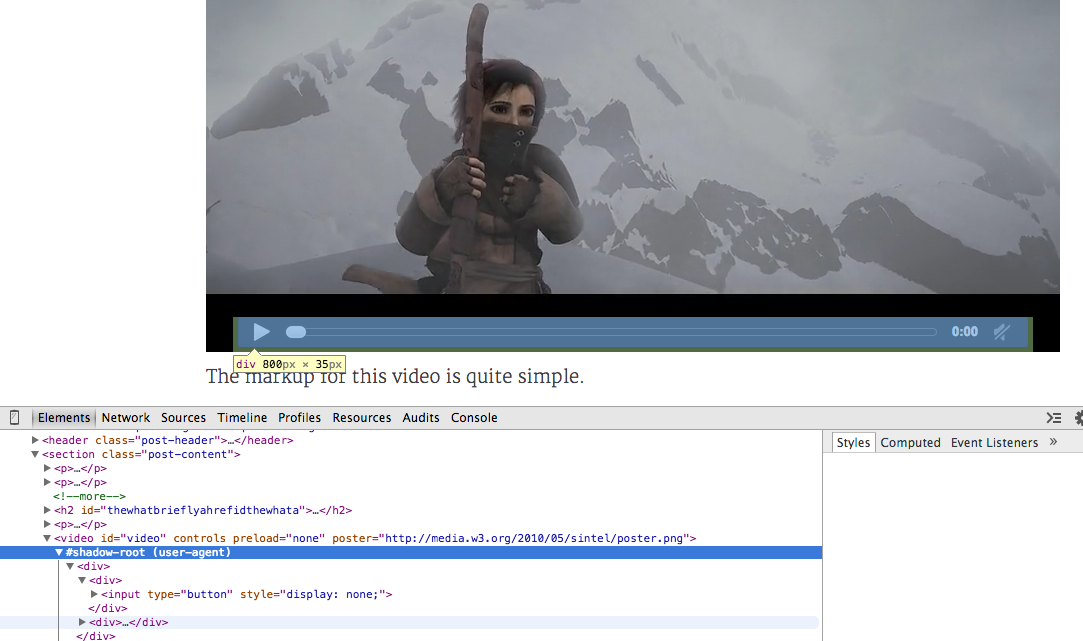 0:00
div 800px × 35px
The markup for this video is quite simple.
Elements Network Sources Timeline Profiles Resources Audits Console
<header class="post-header">…</header>
<section class="post-content">
<p>…</p>
<p>…</p>
<!--more-->
<h2 id="thewhatbrieflyahrefidthewhata">…</h2>
<p>…</p>
<video id="video" controls preload="none" poster="http://media.w3.org/2010/05/sintel/poster.png">
#shadow-root (user-agent)
<div>
<div>
<input type="button" style="display: none;">
</div>
<div>…</div>
</div>
Styles Computed Event Listeners »